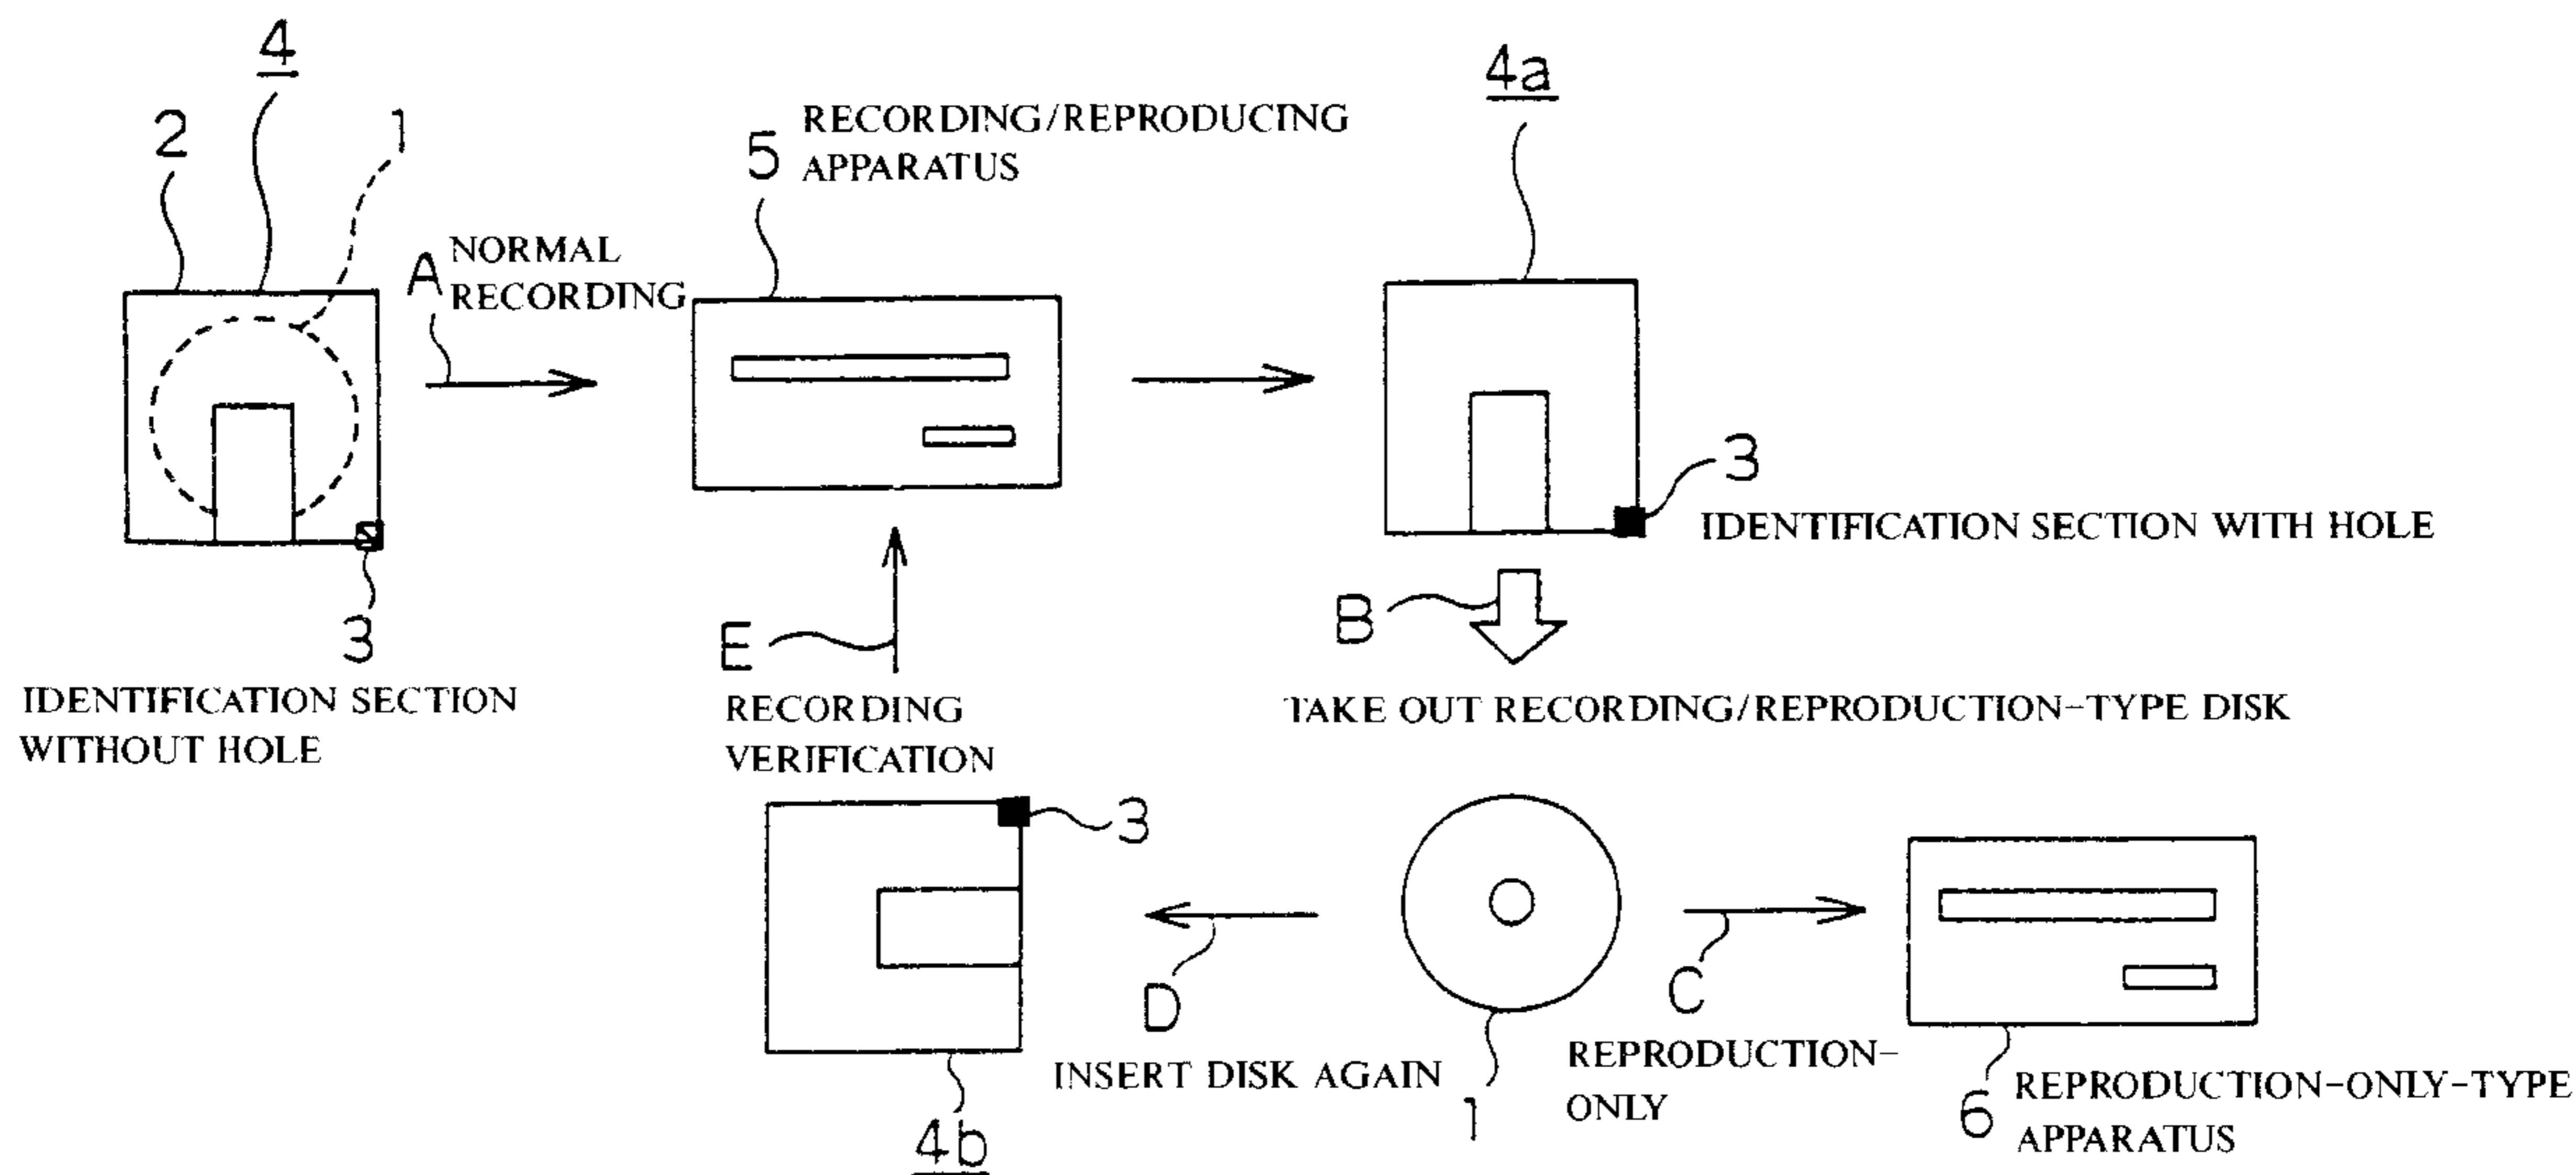 4
4a
2
1
5 RECORDING/REPRODUCING
APPARATUS
A NORMAL
RECORDING
3
IDENTIFICATION SECTION WITH HOLE
3
IDENTIFICATION SECTION
WITHOUT HOLE
B
E
RECORDING
VERIFICATION
TAKE OUT RECORDING/REPRODUCTION-TYPE DISK
3
D
INSERT DISK AGAIN
C
REPRODUCTION-
ONLY
1
4b
6 REPRODUCTION-ONLY-TYPE
APPARATUS